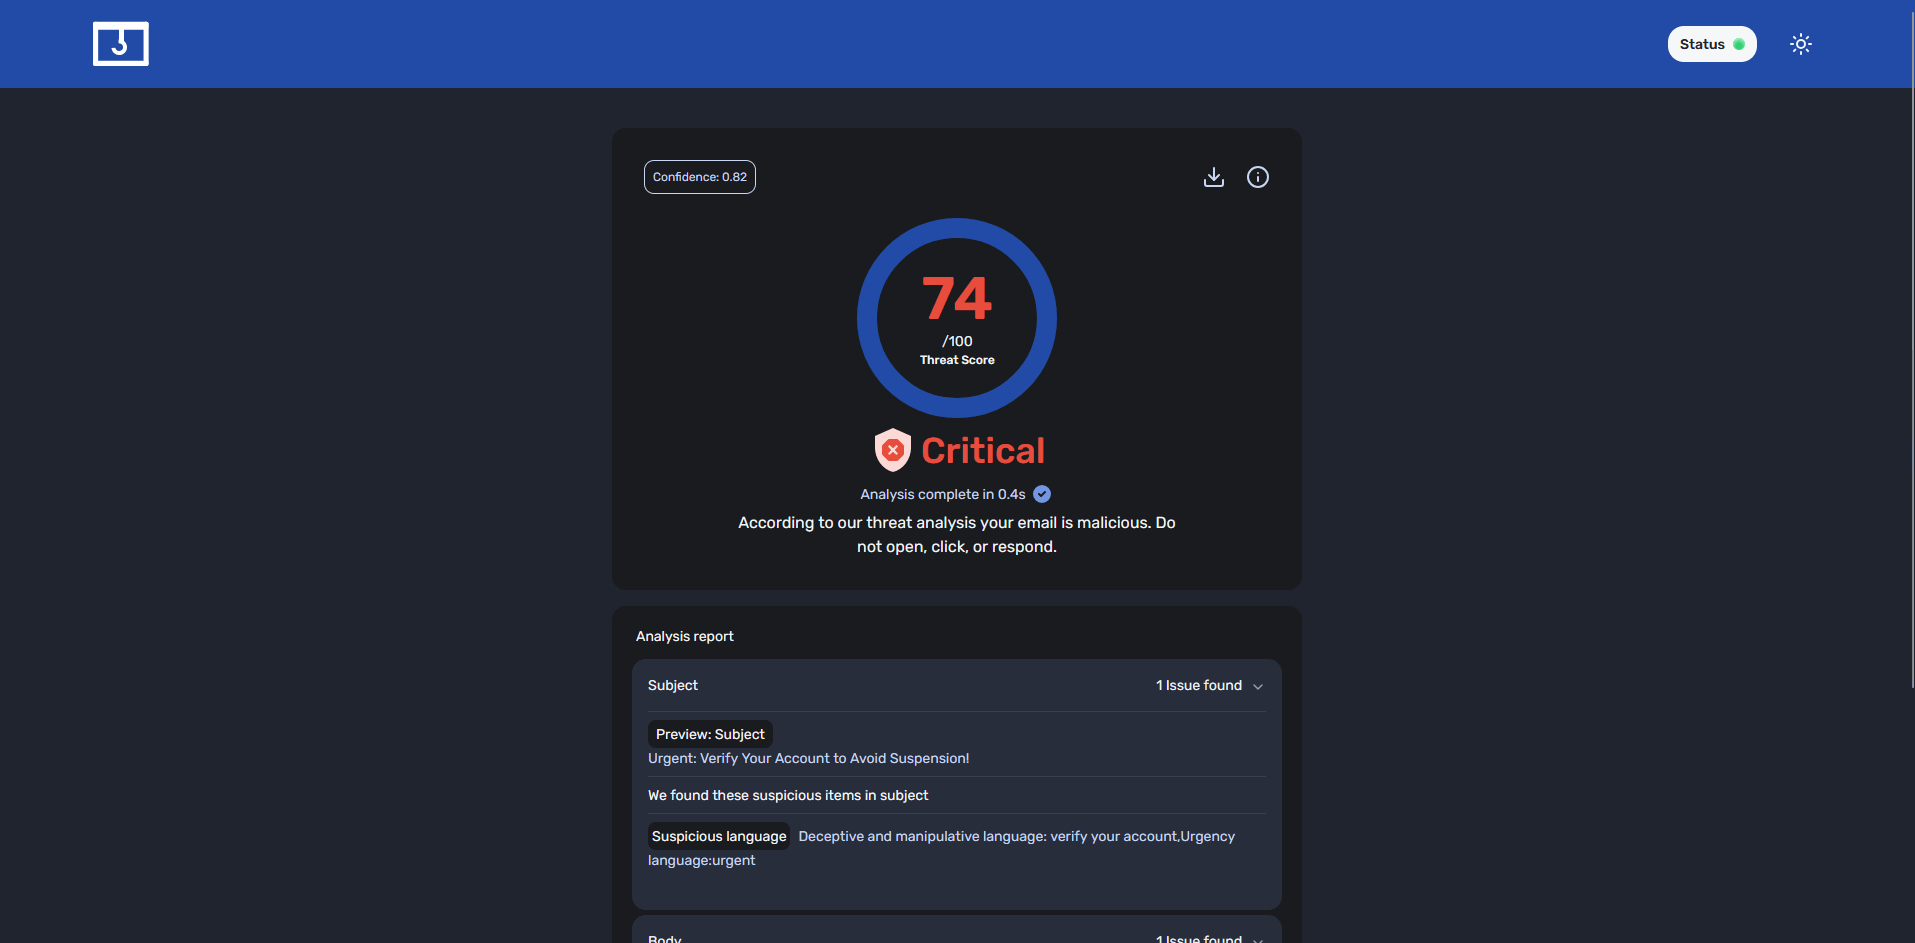 Status
Confidence: 0.82
74
/100
Threat Score
Critical
Analysis complete in 0.4s
According to our threat analysis your email is malicious. Do
not open, click, or respond.
Analysis report
Subject
1 Issue found
Preview: Subject
Urgent: Verify Your Account to Avoid Suspension!
We found these suspicious items in subject
Suspicious language Deceptive and manipulative language: verify your account,Urgency
language:urgent
Body
1 Issue found